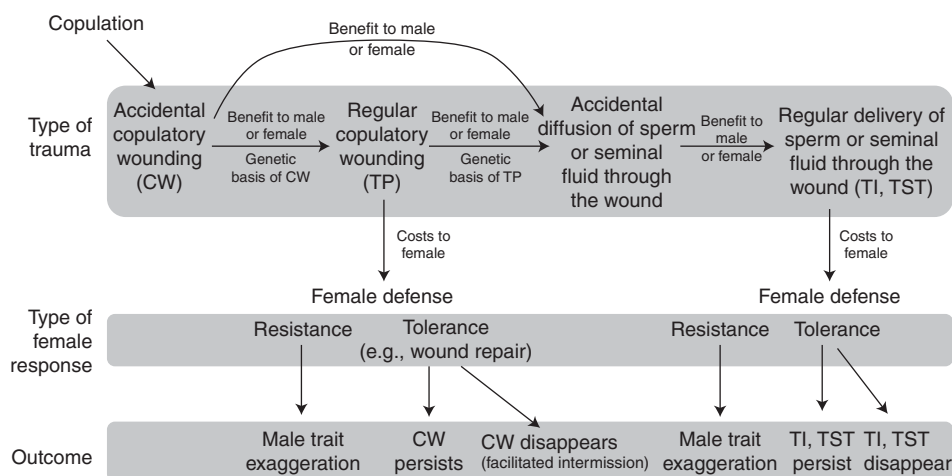 Copulation
Benefit to male
or female
Type of
trauma
Accidental
copulatory
wounding
(CW)
Benefit to male
or female
Genetic
basis of CW
Regular
copulatory
wounding
(TP)
Benefit to male
or female
Genetic
basis of TP
Accidental
diffusion of sperm
or seminal
fluid through
the wound
Benefit to
male
or female
Regular delivery of
sperm or seminal
fluid through the
wound (TI, TST)
Costs to
female
Costs to
female
Female defense
Female defense
Type of
female
response
Resistance
Tolerance
(e.g., wound repair)
Resistance
Tolerance
Outcome
Male trait
exaggeration
CW
persists
CW disappears
(facilitated intermission)
Male trait
exaggeration
TI, TST
persist
TI, TST
disappear